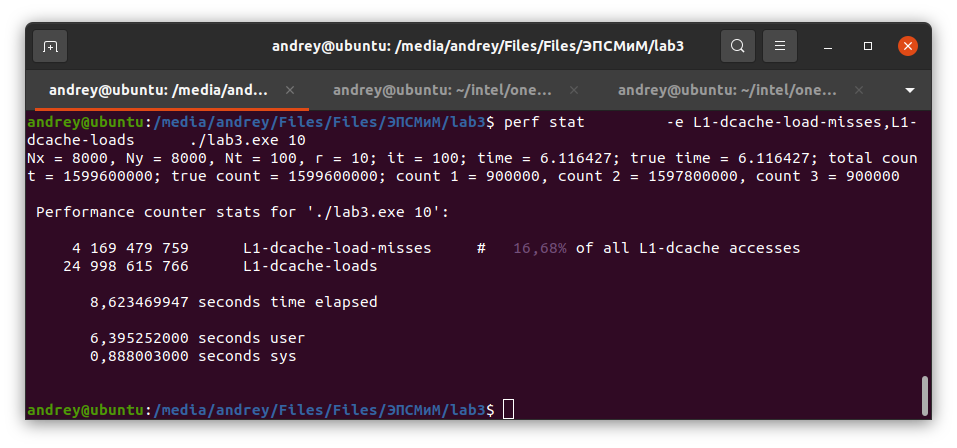 andrey@ubuntu: /media/andrey/Files/Files/ЭПСМиМ/lab3
andrey@ubuntu: /media/and...
andrey@ubuntu: ~/intel/one...
andrey@ubuntu: ~/intel/one...
andrey@ubuntu:/media/andrey/Files/Files/ЭПСМиМ/lab3$ perf stat         -e L1-dcache-load-misses,L1-
dcache-loads      ./lab3.exe 10
Nx = 8000, Ny = 8000, Nt = 100, r = 10; it = 100; time = 6.116427; true time = 6.116427; total coun
t = 1599600000; true count = 1599600000; count 1 = 900000, count 2 = 1597800000, count 3 = 900000
Performance counter stats for './lab3.exe 10':
4 169 479 759      L1-dcache-load-misses     #   16,68% of all L1-dcache accesses
24 998 615 766      L1-dcache-loads
8,623469947 seconds time elapsed
6,395252000 seconds user
0,888003000 seconds sys
andrey@ubuntu:/media/andrey/Files/Files/ЭПСМиМ/lab3$